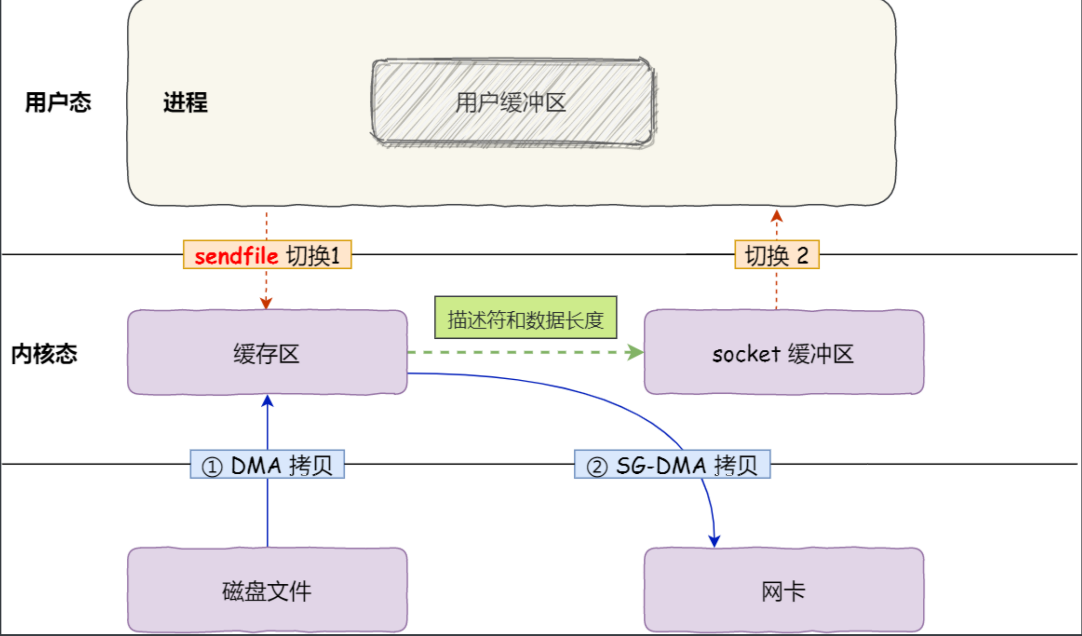 用户态
进程
用户缓冲区
sendfile 切换1
切换 2
描述符和数据长度
内核态
缓存区
socket 缓冲区
① DMA 拷贝
② SG-DMA 拷贝
磁盘文件
网卡